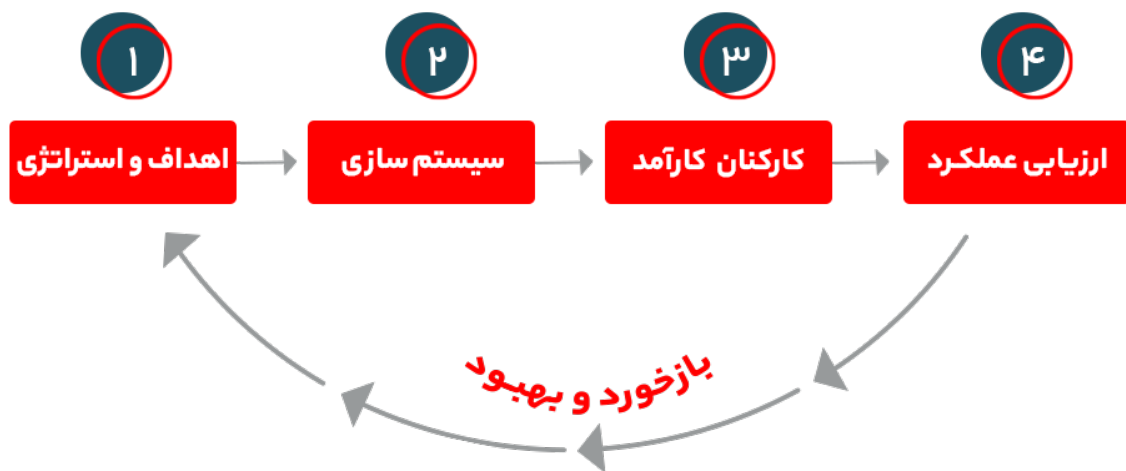 ۱
۲
۳
۴
اهداف و استراتژی
سیستم سازی
کارکنان کارآمد
ارزیابی عملکرد
بازخورد و بهبود